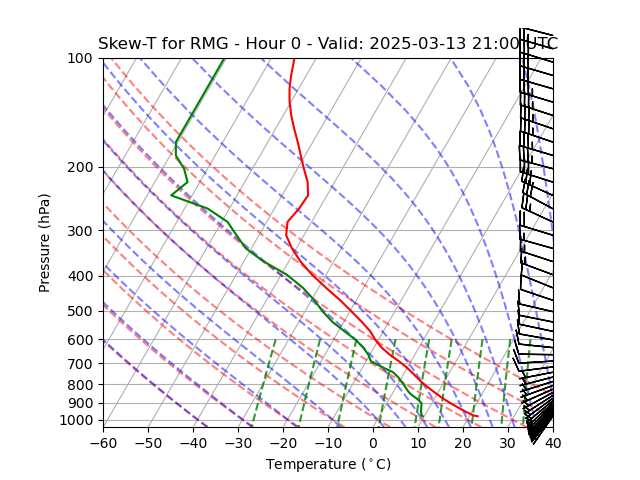 Skew-T for RMG - Hour 0 - Valid: 2025-03-13 21:00 UTC
100
200
300
400
500
600
700
800
900
1000
Pressure (hPa)
−60 −50 −40 −30 −20 −10 0 10 20 30 40
Temperature (°C)